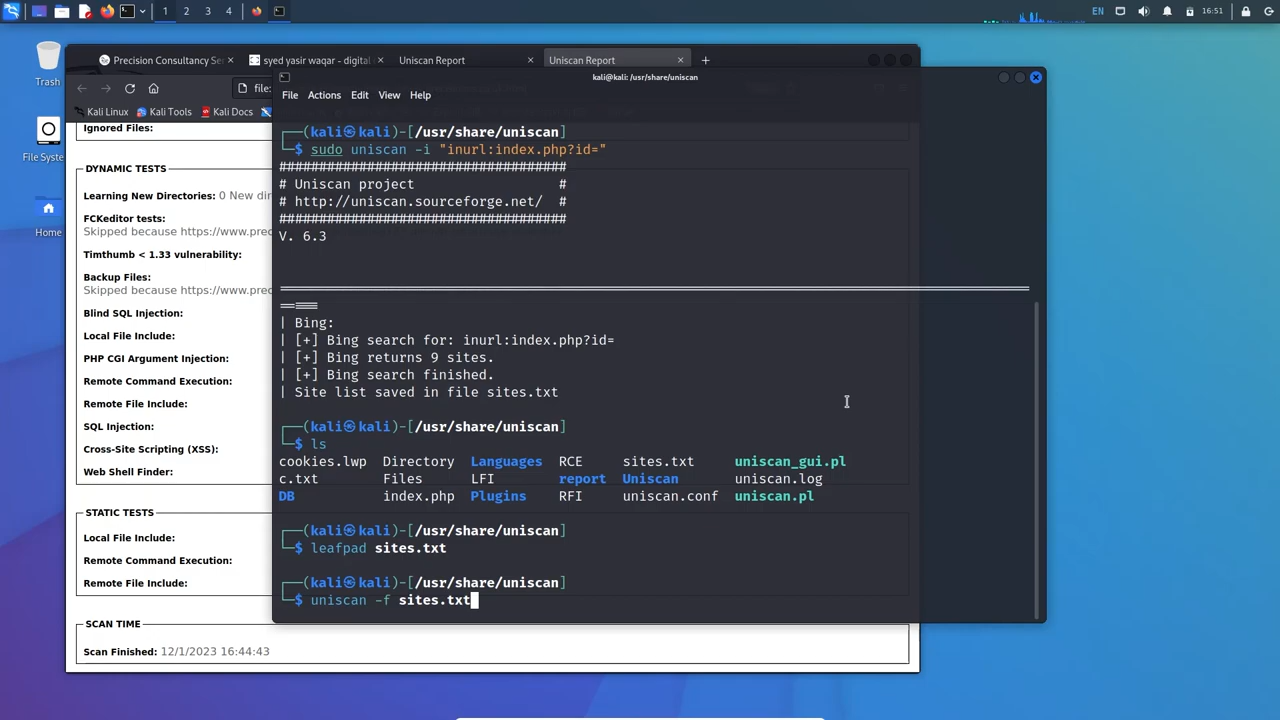 1 2 3 4 EN 16:51
Precision Consultancy Se
syed yasir waqar - digital
Uniscan Report
Uniscan Report
Trash
kali@kali: /usr/share/uniscan
file:
File Actions Edit View Help
Kali Linux Kali Tools Kali Docs
Ignored Files:
DYNAMIC TESTS
Learning New Directories: 0 New dir
FCKeditor tests:
Skipped because https://www.prec
Timthumb < 1.33 vulnerability:
Backup Files:
Skipped because https://www.prec
Blind SQL Injection:
Local File Include:
PHP CGI Argument Injection:
Remote Command Execution:
Remote File Include:
SQL Injection:
Cross-Site Scripting (XSS):
Web Shell Finder:
STATIC TESTS
Local File Include:
Remote Command Execution:
Remote File Include:
SCAN TIME
Scan Finished: 12/1/2023 16:44:43
File Syste
Home
┌──(kali㉿kali)-[/usr/share/uniscan]
└─$ sudo uniscan -i "inurl:index.php?id="
####################################
# Uniscan project                  #
# http://uniscan.sourceforge.net/  #
####################################
V. 6.3
| Bing:
| [+] Bing search for: inurl:index.php?id=
| [+] Bing returns 9 sites.
| [+] Bing search finished.
| Site list saved in file sites.txt
┌──(kali㉿kali)-[/usr/share/uniscan]
└─$ ls
cookies.lwp  Directory  Languages  RCE  sites.txt  uniscan_gui.pl
c.txt  Files  LFI  report  Uniscan  uniscan.log
DB  index.php  Plugins  RFI  uniscan.conf  uniscan.pl
┌──(kali㉿kali)-[/usr/share/uniscan]
└─$ leafpad sites.txt
┌──(kali㉿kali)-[/usr/share/uniscan]
└─$ uniscan -f sites.txt